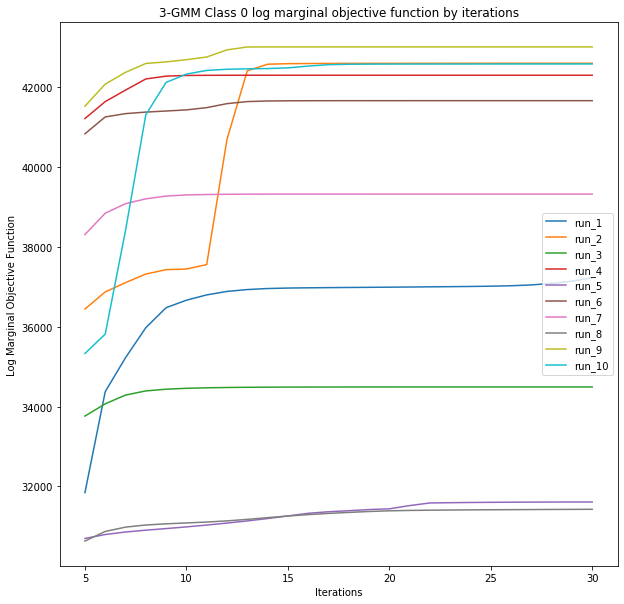 3-GMM Class 0 log marginal objective function by iterations
Log Marginal Objective Function
42000
40000
38000
36000
34000
32000
run_1
run_2
run_3
run_4
run_5
run_6
run_7
run_8
run_9
run_10
5
10
15
20
25
30
Iterations